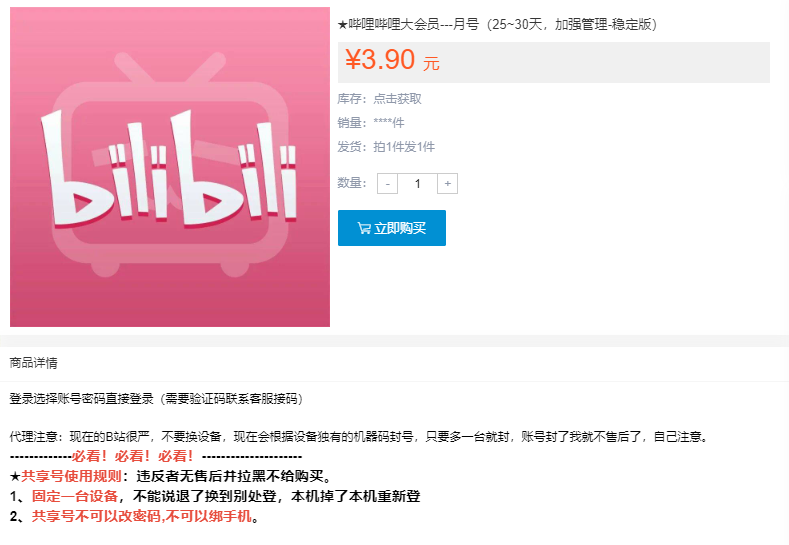 bilibili
★哔哩哔哩大会员---月号（25~30天，加强管理-稳定版）
¥3.90 元
库存：点击获取
销量：****件
发货：拍1件发1件
数量： - 1 +
立即购买
商品详情
登录选择账号密码直接登录（需要验证码联系客服接码）
代理注意：现在的B站很严，不要换设备，现在会根据设备独有的机器码封号，只要多一台就封，账号封了我就不售后了，自己注意。
-------------必看！必看！必看！---------------------
★共享号使用规则：违反者无售后并拉黑不给购买。
1、固定一台设备，不能说退了换到别处登，本机掉了本机重新登
2、共享号不可以改密码,不可以绑手机。